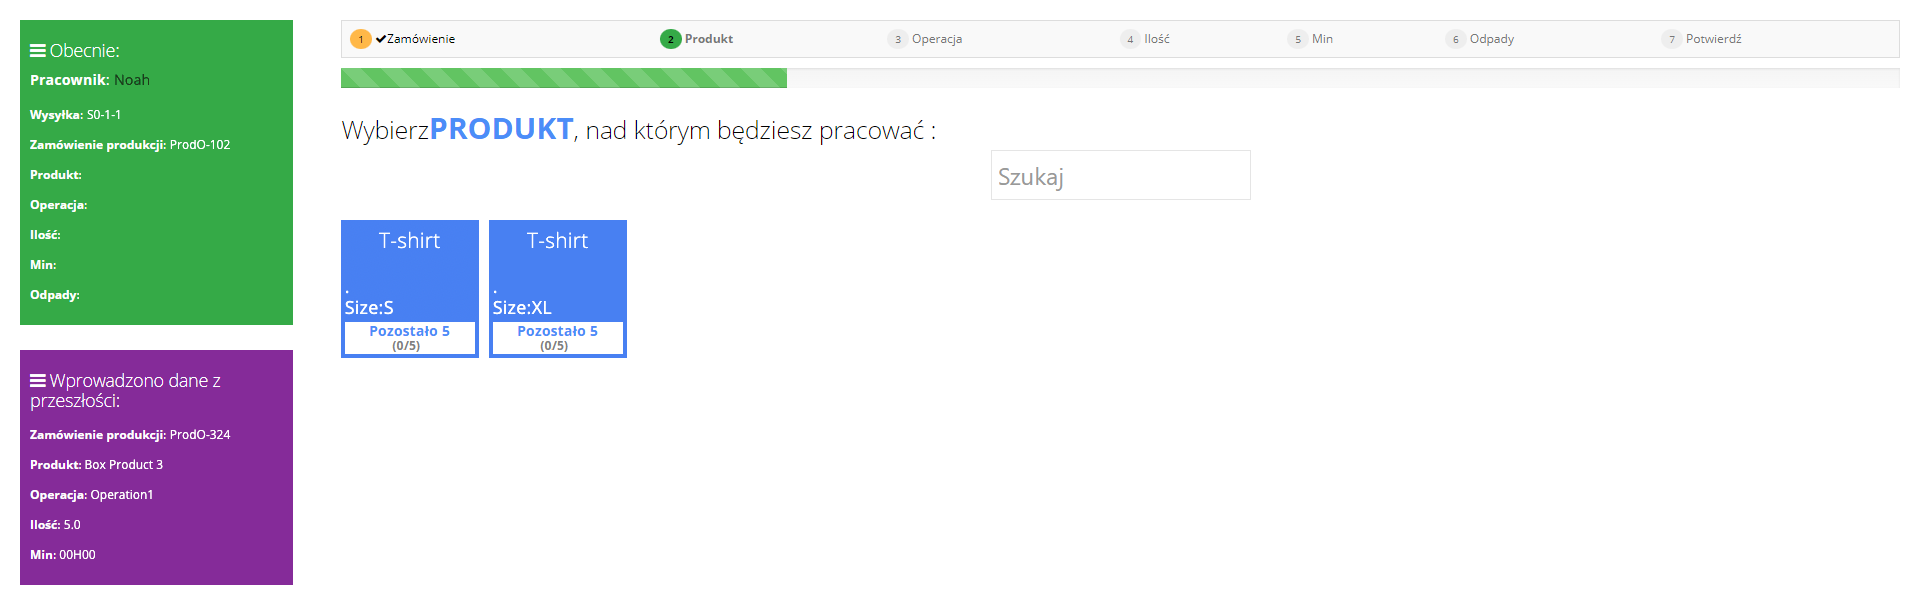 Obecnie:
Pracownik: Noah
Wysyłka: S0-1-1
Zamówienie produkcji: ProdO-102
Produkt:
Operacja:
Ilość:
Min:
Odpady:
Wprowadzono dane z
przeszłości:
Zamówienie produkcji: ProdO-324
Produkt: Box Product 3
Operacja: Operation1
Ilość: 5.0
Min: 00H00
1 Zamówienie 2 Produkt 3 Operacja 4 Ilość 5 Min 6 Odpady 7 Potwierdź
WybierzPRODUKT, nad którym będziesz pracować :
Szukaj
T-shirt
.
Size:S
Pozostało 5
(0/5)
T-shirt
.
Size:XL
Pozostało 5
(0/5)